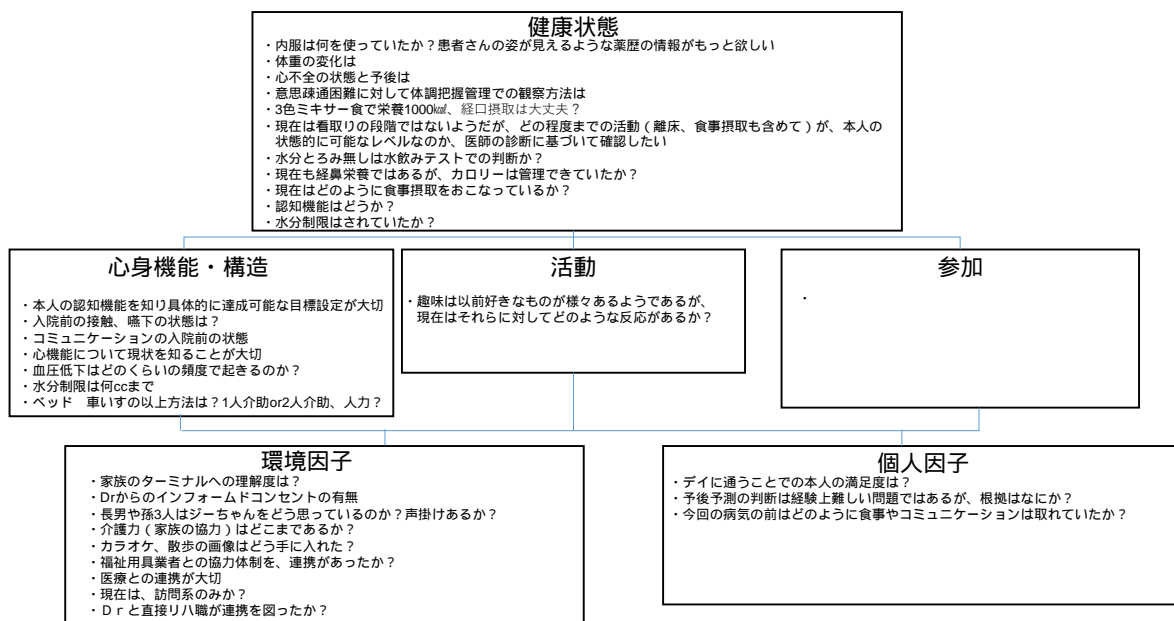 健康状態
・内服は何を使っていたか？患者さんの姿が見えるような薬歴の情報がもっと欲しい
・体重の変化は
・心不全の状態と予後は
・意思疎通困難に対して体調把握管理での観察方法は
・3色ミキサー食で栄養1000㎉、経口摂取は大丈夫？
・現在は看取りの段階ではないようだが、どの程度までの活動（離床、食事摂取も含めて）が、本人の
状態的に可能なレベルなのか、医師の診断に基づいて確認したい
・水分とろみ無しは水飲みテストでの判断か？
・現在も経鼻栄養ではあるが、カロリーは管理できていたか？
・現在はどのように食事摂取をおこなっているか？
・認知機能はどうか？
・水分制限はされていたか？
心身機能・構造
・本人の認知機能を知り具体的に達成可能な目標設定が大切
・入院前の接触、嚥下の状態は？
・コミュニケーションの入院前の状態
・心機能について現状を知ることが大切
・血圧低下はどのくらいの頻度で起きるのか？
・水分制限は何ccまで
・ベッド　車いすの以上方法は？1人介助or2人介助、人力？
活動
・趣味は以前好きなものが様々あるようであるが、
現在はそれらに対してどのような反応があるか？
参加
・
環境因子
・家族のターミナルへの理解度は？
・Drからのインフォームドコンセントの有無
・長男や孫3人はジーちゃんをどう思っているのか？声掛けあるか？
・介護力（家族の協力）はどこまであるか？
・カラオケ、散歩の画像はどう手に入れた？
・福祉用具業者との協力体制を、連携があったか？
・医療との連携が大切
・現在は、訪問系のみか？
・Ｄｒと直接リハ職が連携を図ったか？
個人因子
・デイに通うことでの本人の満足度は？
・予後予測の判断は経験上難しい問題ではあるが、根拠はなにか？
・今回の病気の前はどのように食事やコミュニケーションは取れていたか？